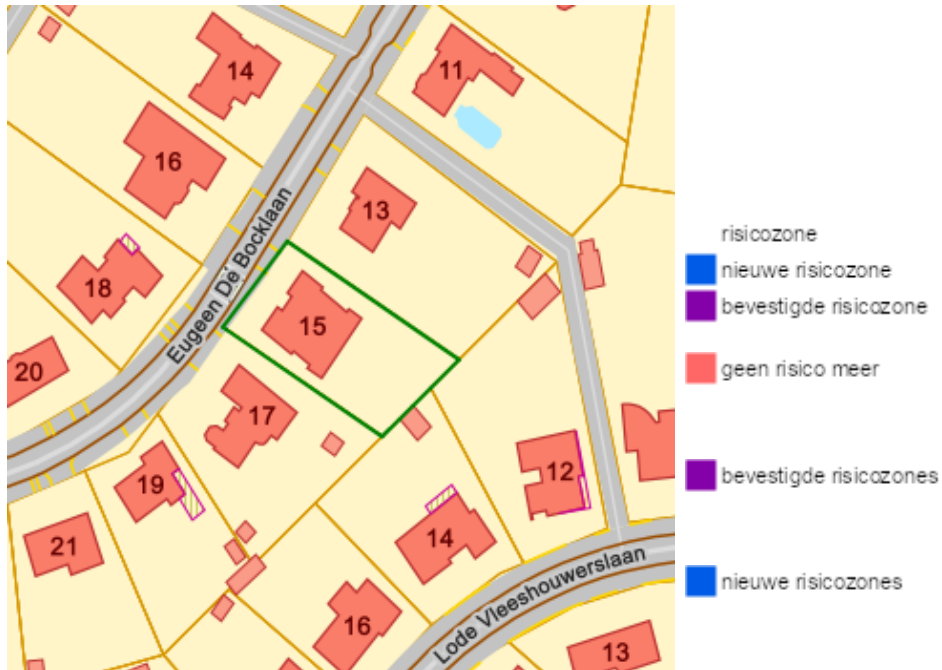 14
11
16
13
Eugeen De Bocklaan
18
15
20
17
19
12
14
21
16
Lode Vleeshouwerslaan
13
risicozone
nieuwe risicozone
bevestigde risicozone
geen risico meer
bevestigde risicozones
nieuwe risicozones